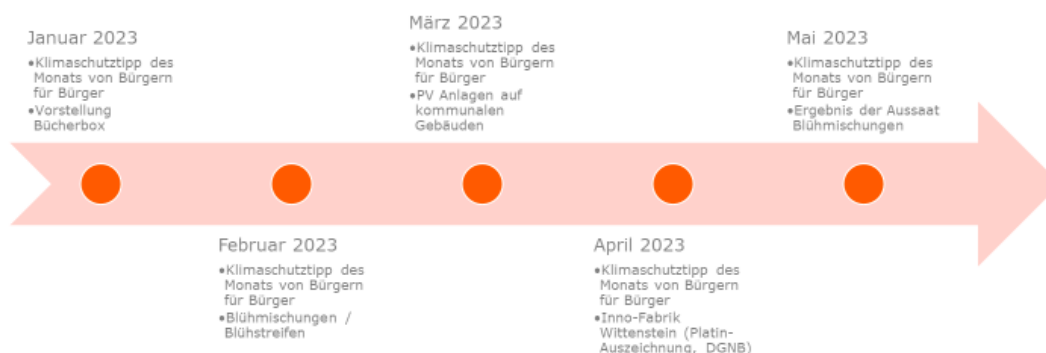 Januar 2023
•Klimaschutztipp des
Monats von Bürgern
für Bürger
•Vorstellung
Bücherbox
Februar 2023
•Klimaschutztipp des
Monats von Bürgern
für Bürger
•Blühmischungen /
Blühstreifen
März 2023
•Klimaschutztipp des
Monats von Bürgern
für Bürger
•PV Anlagen auf
kommunalen
Gebäuden
April 2023
•Klimaschutztipp des
Monats von Bürgern
für Bürger
•Inno-Fabrik
Wittenstein (Platin-
Auszeichnung, DGNB)
Mai 2023
•Klimaschutztipp des
Monats von Bürgern
für Bürger
•Ergebnis der Aussaat
Blühmischungen